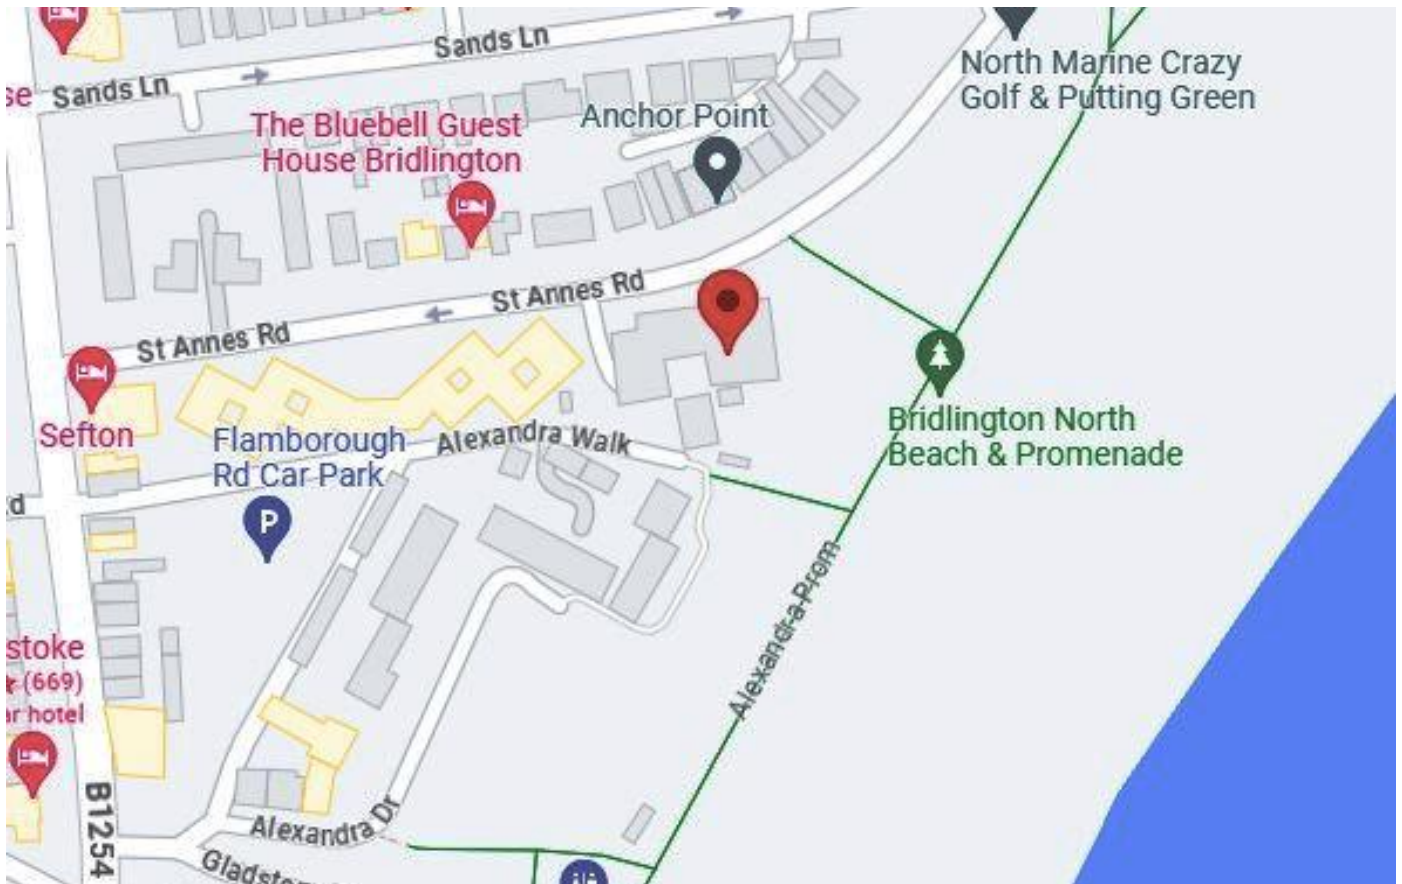 Sands Ln
Sands Ln
North Marine Crazy
Golf & Putting Green
se
The Bluebell Guest
House Bridlington
Anchor Point
St Annes Rd
St Annes Rd
Sefton
Flamborough
Rd Car Park
P
Alexandra Walk
Bridlington North
Beach & Promenade
d
Alexandra Prom
stoke
(669)
ar hotel
B1254
Alexandra Dr